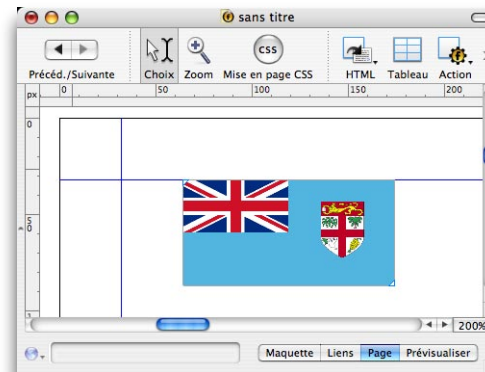 sans titre
Précéd./Suivante Choix Zoom Mise en page CSS HTML Tableau Action
css
px 0 50 100 150 200
0
50
1
200%
Maquette Liens Page Prévisualiser